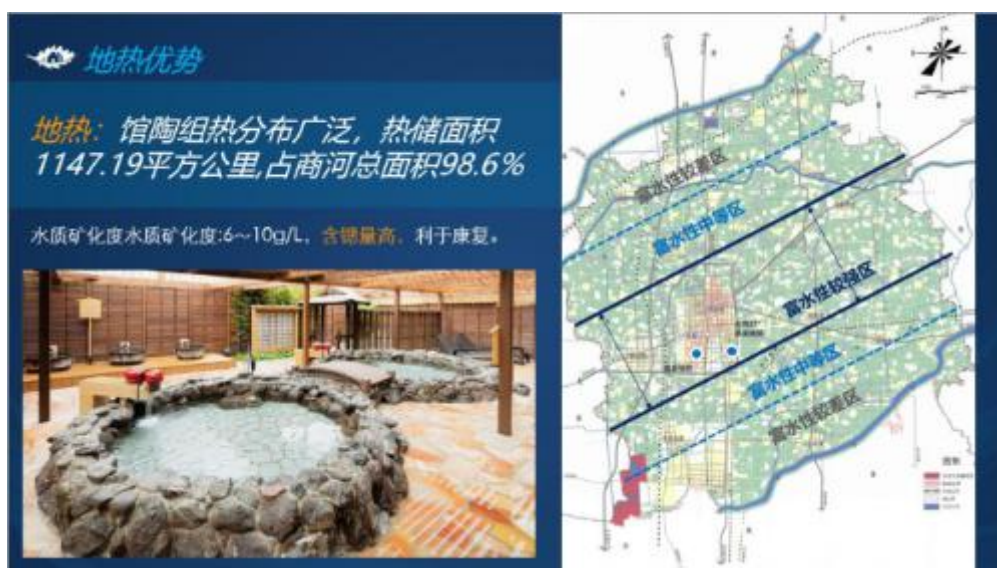 地热优势
地热：馆陶组热分布广泛，热储面积
1147.19平方公里,占商河总面积98.6%
水质矿化度水质矿化度:6～10g/L，含锶量高，利于康复。
富水性较差区
富水性中等区
富水性较强区
富水性中等区
富水性较差区
图例